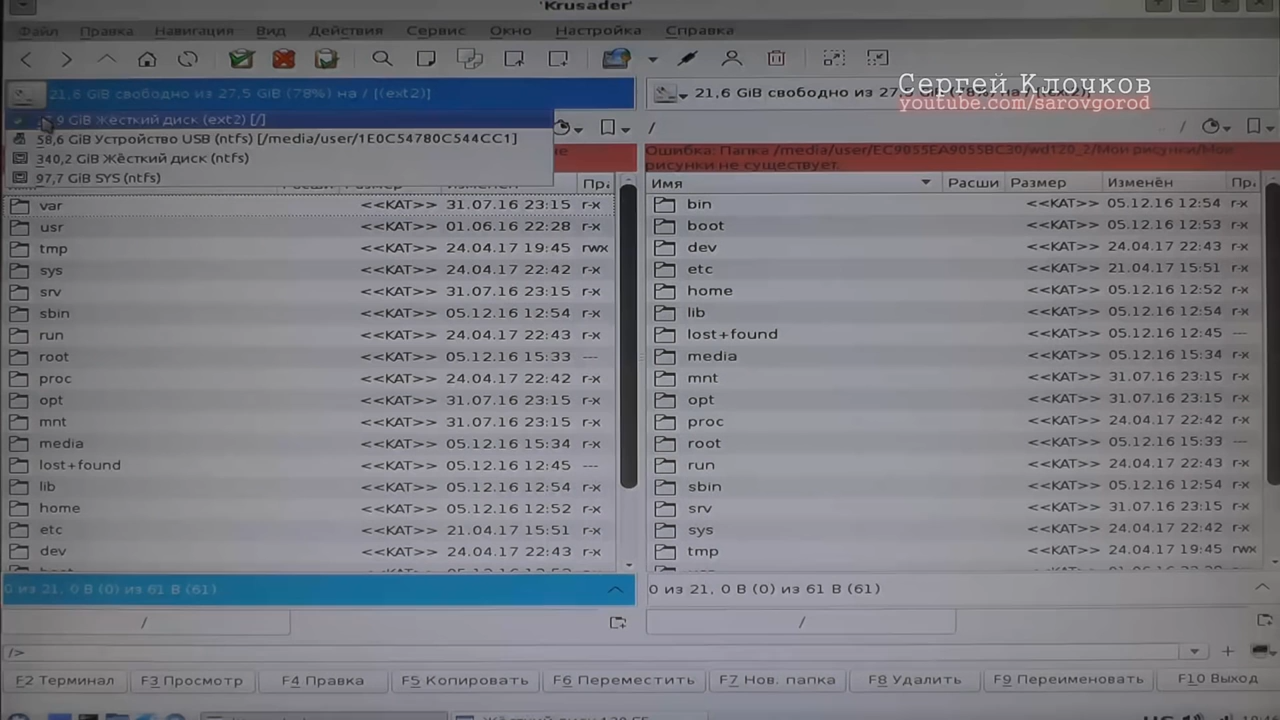 'Krusader'
Файл Правка Навигация Вид Действия Сервис Окно Настройка Справка
Сергей Клочков
youtube.com/sarovgorod
21,6 GiB свободно из 27,5 GiB (78%) на / [(ext2)]
21,6 GiB свободно из
GiB Жёсткий диск (ext2) [/]
58,6 GiB Устройство USB (ntfs) [/media/user/1E0C54780C544CC1]
340,2 GiB Жёсткий диск (ntfs)
97,7 GiB SYS (ntfs)
/
Ошибка: Папка /media/user/EC9055EA9055BC30/wd120_2/Мои рисунки/Мои
рисунки не существует.
Имя Расши Размер Изменён Пр
var <<КАТ>> 31.07.16 23:15 r-x
usr <<КАТ>> 01.06.16 22:28 r-x
tmp <<КАТ>> 24.04.17 19:45 rwx
sys <<КАТ>> 24.04.17 22:42 r-x
srv <<КАТ>> 31.07.16 23:15 r-x
sbin <<КАТ>> 05.12.16 12:54 r-x
run <<КАТ>> 24.04.17 22:43 r-x
root <<КАТ>> 05.12.16 15:33 ---
proc <<КАТ>> 24.04.17 22:42 r-x
opt <<КАТ>> 31.07.16 23:15 r-x
mnt <<КАТ>> 31.07.16 23:15 r-x
media <<КАТ>> 05.12.16 15:34 r-x
lost+found <<КАТ>> 05.12.16 12:45 ---
lib <<КАТ>> 05.12.16 12:54 r-x
home <<КАТ>> 05.12.16 12:52 r-x
etc <<КАТ>> 21.04.17 15:51 r-x
dev <<КАТ>> 24.04.17 22:43 r-x
bin <<КАТ>> 05.12.16 12:54 r-x
boot <<КАТ>> 05.12.16 12:53 r-x
dev <<КАТ>> 24.04.17 22:43 r-x
etc <<КАТ>> 21.04.17 15:51 r-x
home <<КАТ>> 05.12.16 12:52 r-x
lib <<КАТ>> 05.12.16 12:54 r-x
lost+found <<КАТ>> 05.12.16 12:45 ---
media <<КАТ>> 05.12.16 15:34 r-x
mnt <<КАТ>> 31.07.16 23:15 r-x
opt <<КАТ>> 31.07.16 23:15 r-x
proc <<КАТ>> 24.04.17 22:42 r-x
root <<КАТ>> 05.12.16 15:33 ---
run <<КАТ>> 24.04.17 22:43 r-x
sbin <<КАТ>> 05.12.16 12:54 r-x
srv <<КАТ>> 31.07.16 23:15 r-x
sys <<КАТ>> 24.04.17 22:42 r-x
tmp <<КАТ>> 24.04.17 19:45 rwx
0 из 21, 0 B (0) из 61 B (61)
0 из 21, 0 B (0) из 61 B (61)
/
/
/>
F2 Терминал F3 Просмотр F4 Правка F5 Копировать F6 Переместить F7 Нов. папка F8 Удалить F9 Переименовать F10 Выход